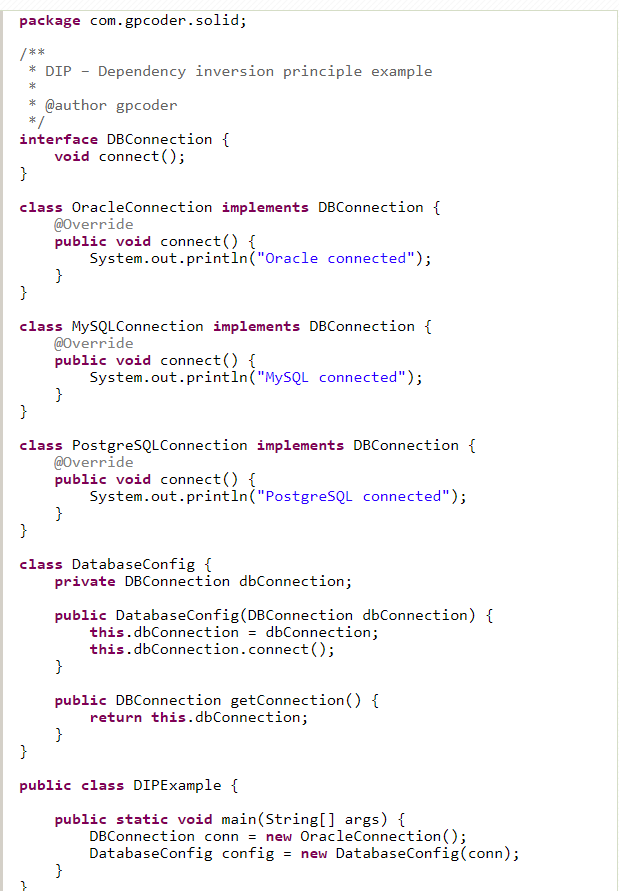 package com.gpcoder.solid;

/**
 * DIP – Dependency inversion principle example
 *
 * @author gpcoder
 */
interface DBConnection {
    void connect();
}

class OracleConnection implements DBConnection {
    @Override
    public void connect() {
        System.out.println("Oracle connected");
    }
}

class MySQLConnection implements DBConnection {
    @Override
    public void connect() {
        System.out.println("MySQL connected");
    }
}

class PostgreSQLConnection implements DBConnection {
    @Override
    public void connect() {
        System.out.println("PostgreSQL connected");
    }
}

class DatabaseConfig {
    private DBConnection dbConnection;

    public DatabaseConfig(DBConnection dbConnection) {
        this.dbConnection = dbConnection;
        this.dbConnection.connect();
    }

    public DBConnection getConnection() {
        return this.dbConnection;
    }
}

public class DIPExample {

    public static void main(String[] args) {
        DBConnection conn = new OracleConnection();
        DatabaseConfig config = new DatabaseConfig(conn);
    }
}